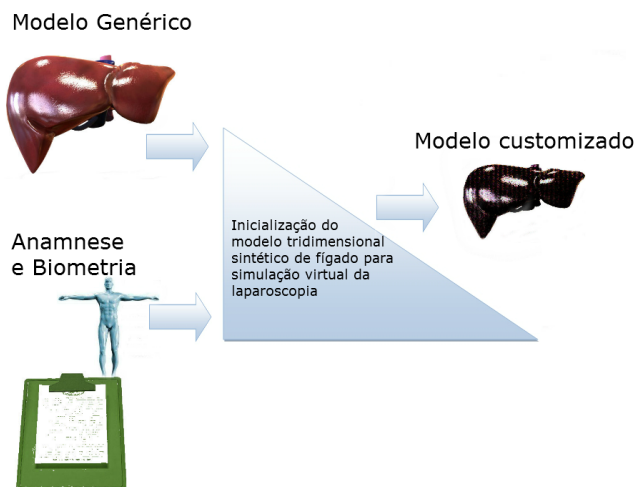 Modelo Genérico
Modelo customizado
Anamnese
e Biometria
Inicialização do
modelo tridimensional
sintético de fígado para
simulação virtual da
laparoscopia